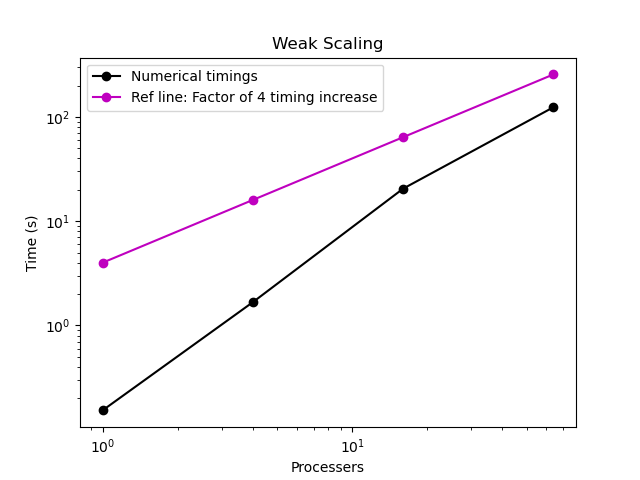 Weak Scaling
Numerical timings
Ref line: Factor of 4 timing increase
10²
10¹
10⁰
Time (s)
10⁰ 10¹
Processers